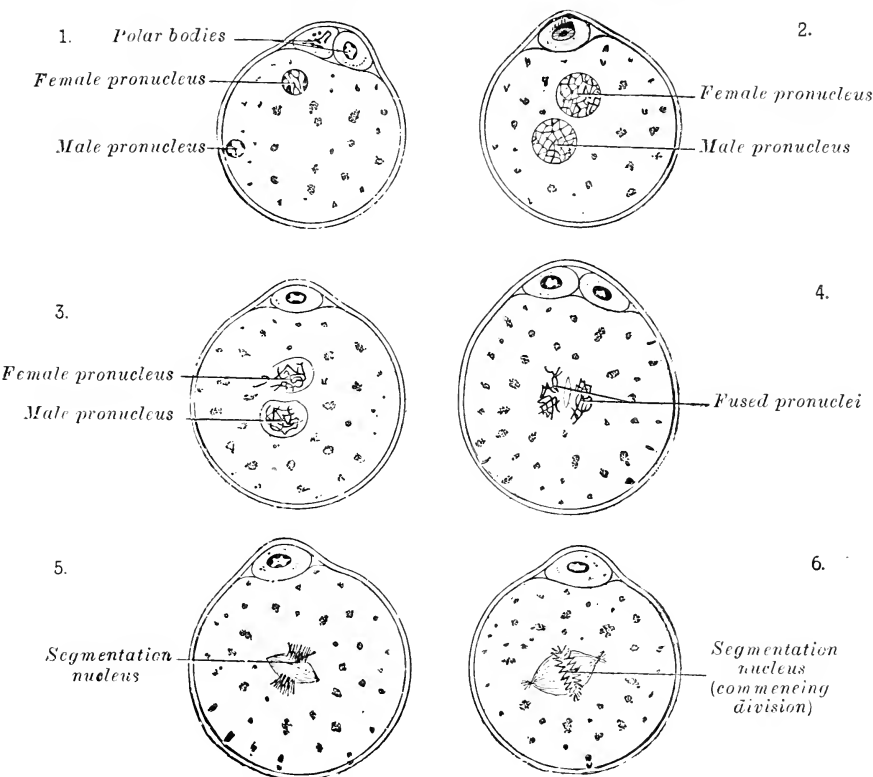 1.
Polar bodies
Female pronucleus
Male pronucleus
2.
Female pronucleus
Male pronucleus
3.
Female pronucleus
Male pronucleus
4.
Fused pronuclei
5.
Segmentation
nucleus
6.
Segmentation
nucleus
(commencing
division)